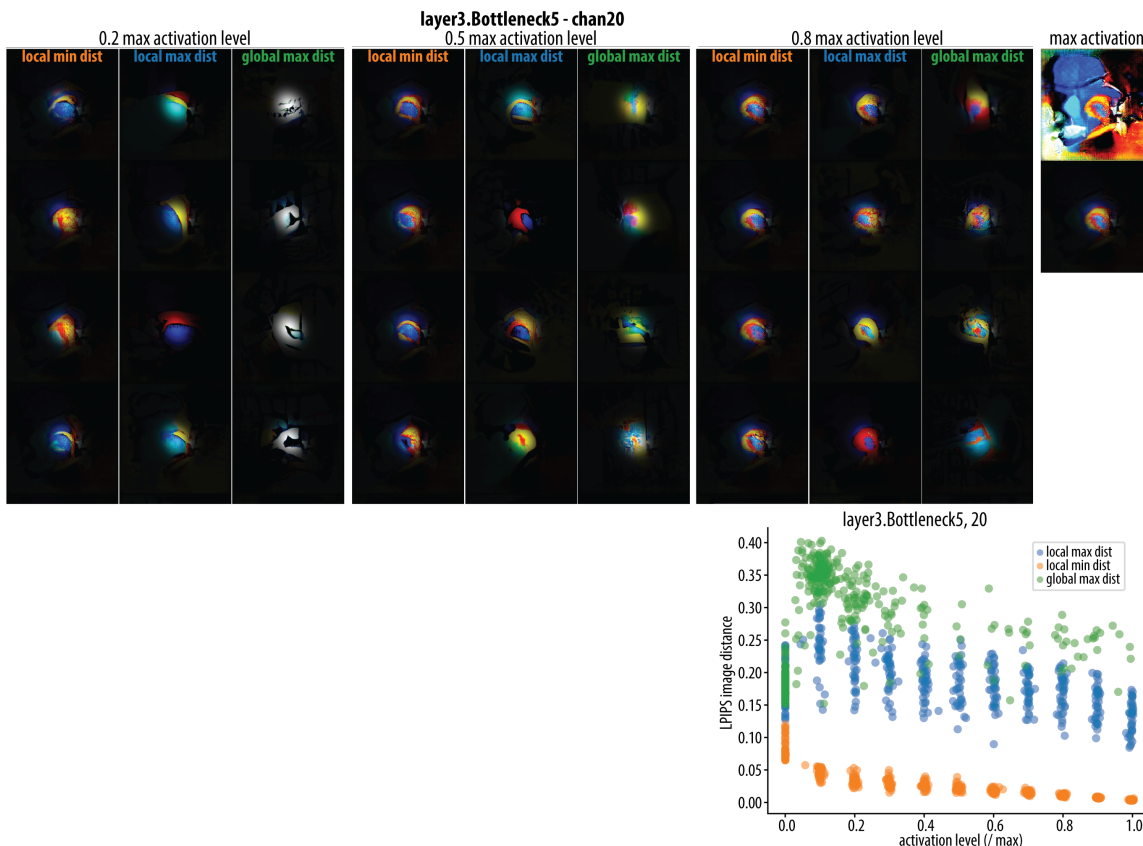 layer3.Bottleneck5 - chan20
0.2 max activation level
0.5 max activation level
0.8 max activation level
max activation
local min dist
local max dist
global max dist
local min dist
local max dist
global max dist
local min dist
local max dist
global max dist
layer3.Bottleneck5, 20
local max dist
local min dist
global max dist
LPIPS image distance
0.40
0.35
0.30
0.25
0.20
0.15
0.10
0.05
0.00
0.0
0.2
0.4
0.6
0.8
1.0
activation level (/ max)